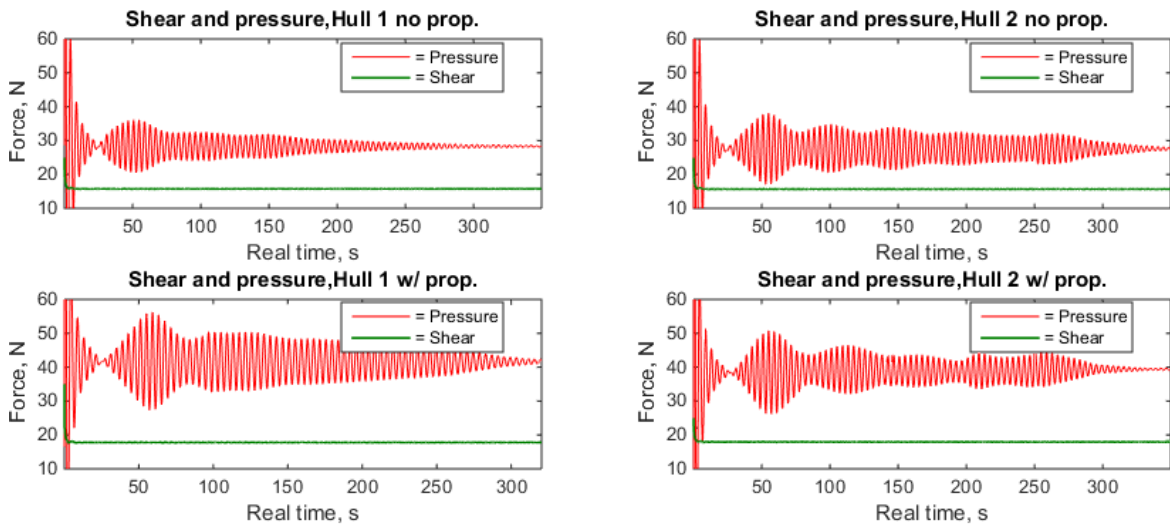 Shear and pressure,Hull 1 no prop.
60
50
40
30
20
10
Force, N
= Pressure
= Shear
50 100 150 200 250 300
Real time, s
Shear and pressure,Hull 2 no prop.
60
50
40
30
20
10
Force, N
= Pressure
= Shear
50 100 150 200 250 300
Real time, s
Shear and pressure,Hull 1 w/ prop.
60
50
40
30
20
10
Force, N
= Pressure
= Shear
50 100 150 200 250 300
Real time, s
Shear and pressure,Hull 2 w/ prop.
60
50
40
30
20
10
Force, N
= Pressure
= Shear
50 100 150 200 250 300
Real time, s